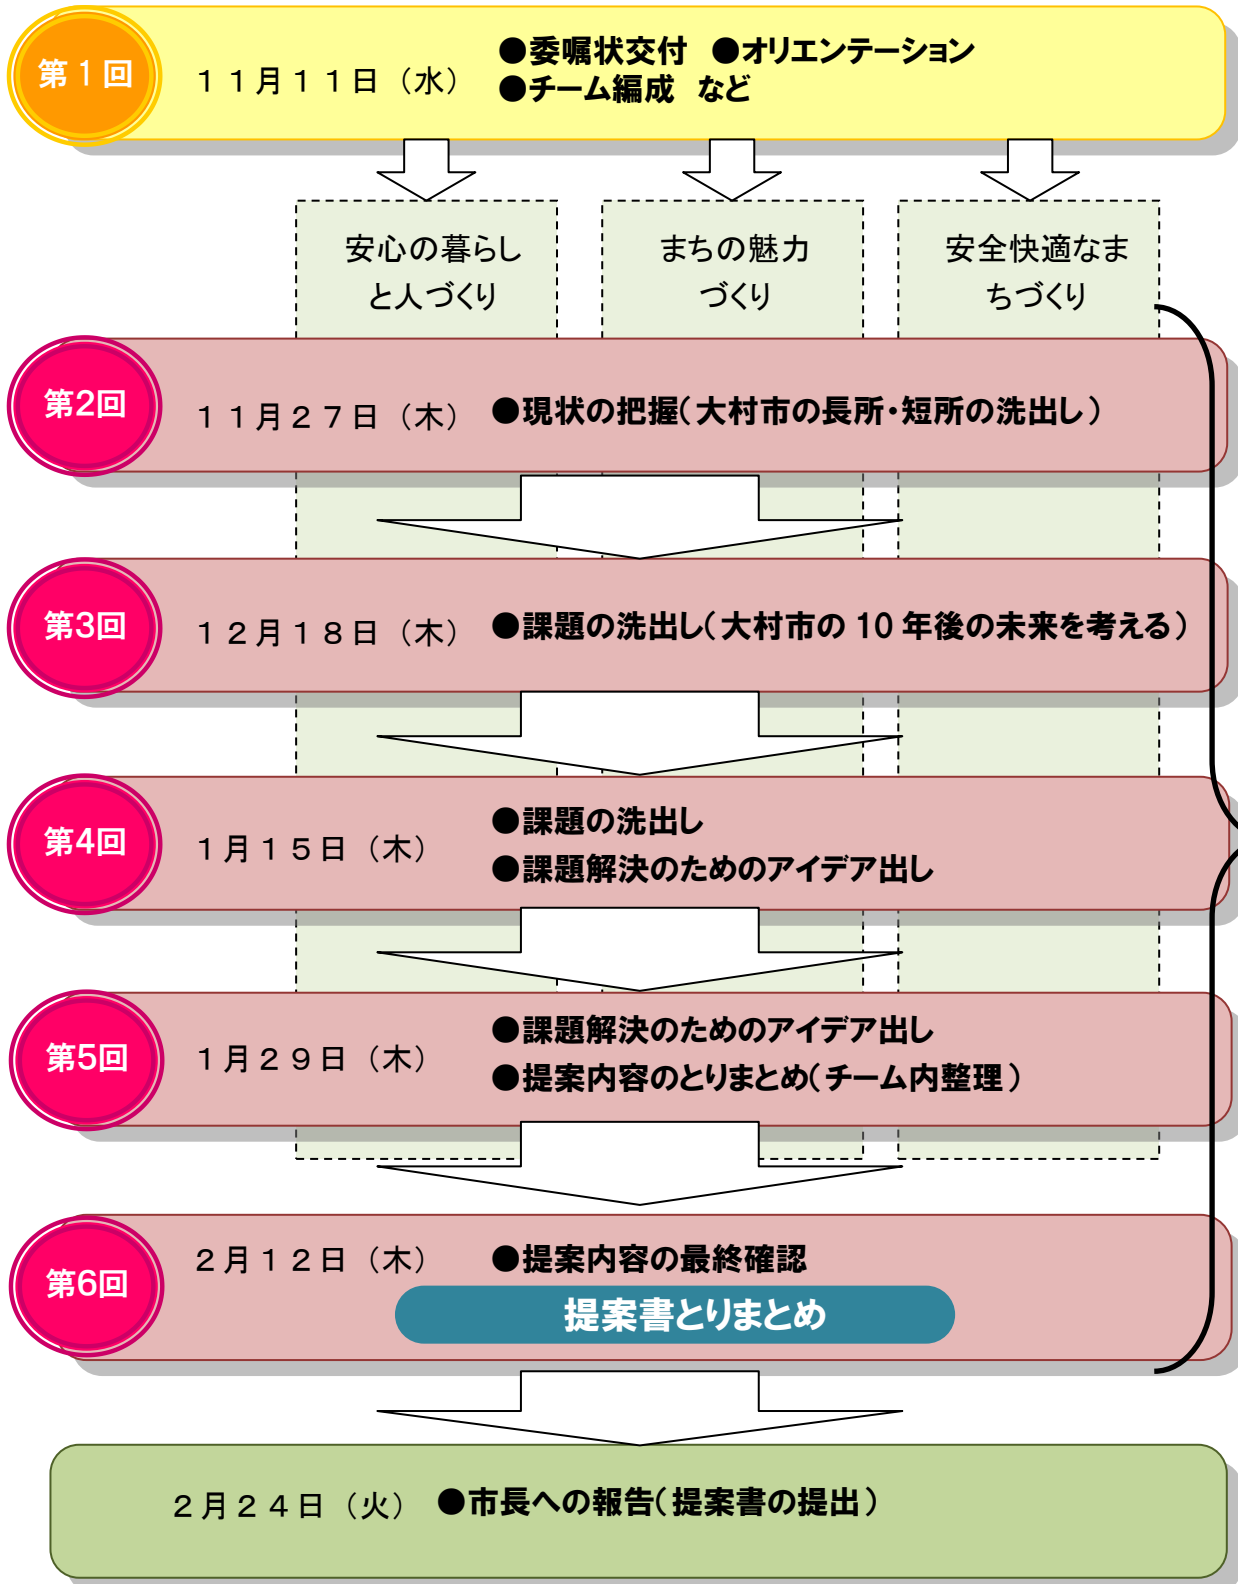 第１回
１１月１１日（水）
●委嘱状交付　●オリエンテーション
●チーム編成　など
安心の暮らし
と人づくり
まちの魅力
づくり
安全快適なま
ちづくり
第2回
１１月２７日（木）
●現状の把握（大村市の長所・短所の洗出し）
第3回
１２月１８日（木）
●課題の洗出し（大村市の 10 年後の未来を考える）
第4回
１月１５日（木）
●課題の洗出し
●課題解決のためのアイデア出し
第5回
１月２９日（木）
●課題解決のためのアイデア出し
●提案内容のとりまとめ（チーム内整理）
第6回
２月１２日（木）
●提案内容の最終確認
提案書とりまとめ
２月２４日（火）
●市長への報告（提案書の提出）